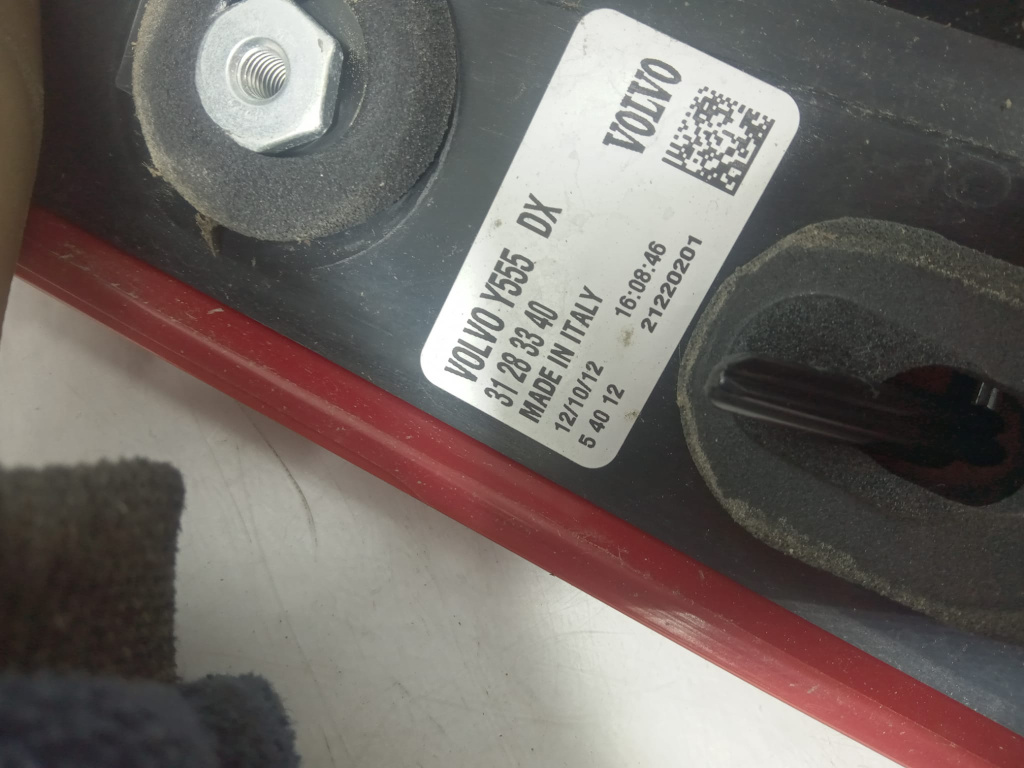 VOLVO
VOLVO Y555 DX
31 28 33 40
MADE IN ITALY
12/10/12 16:08:46
5 40 12 21220201